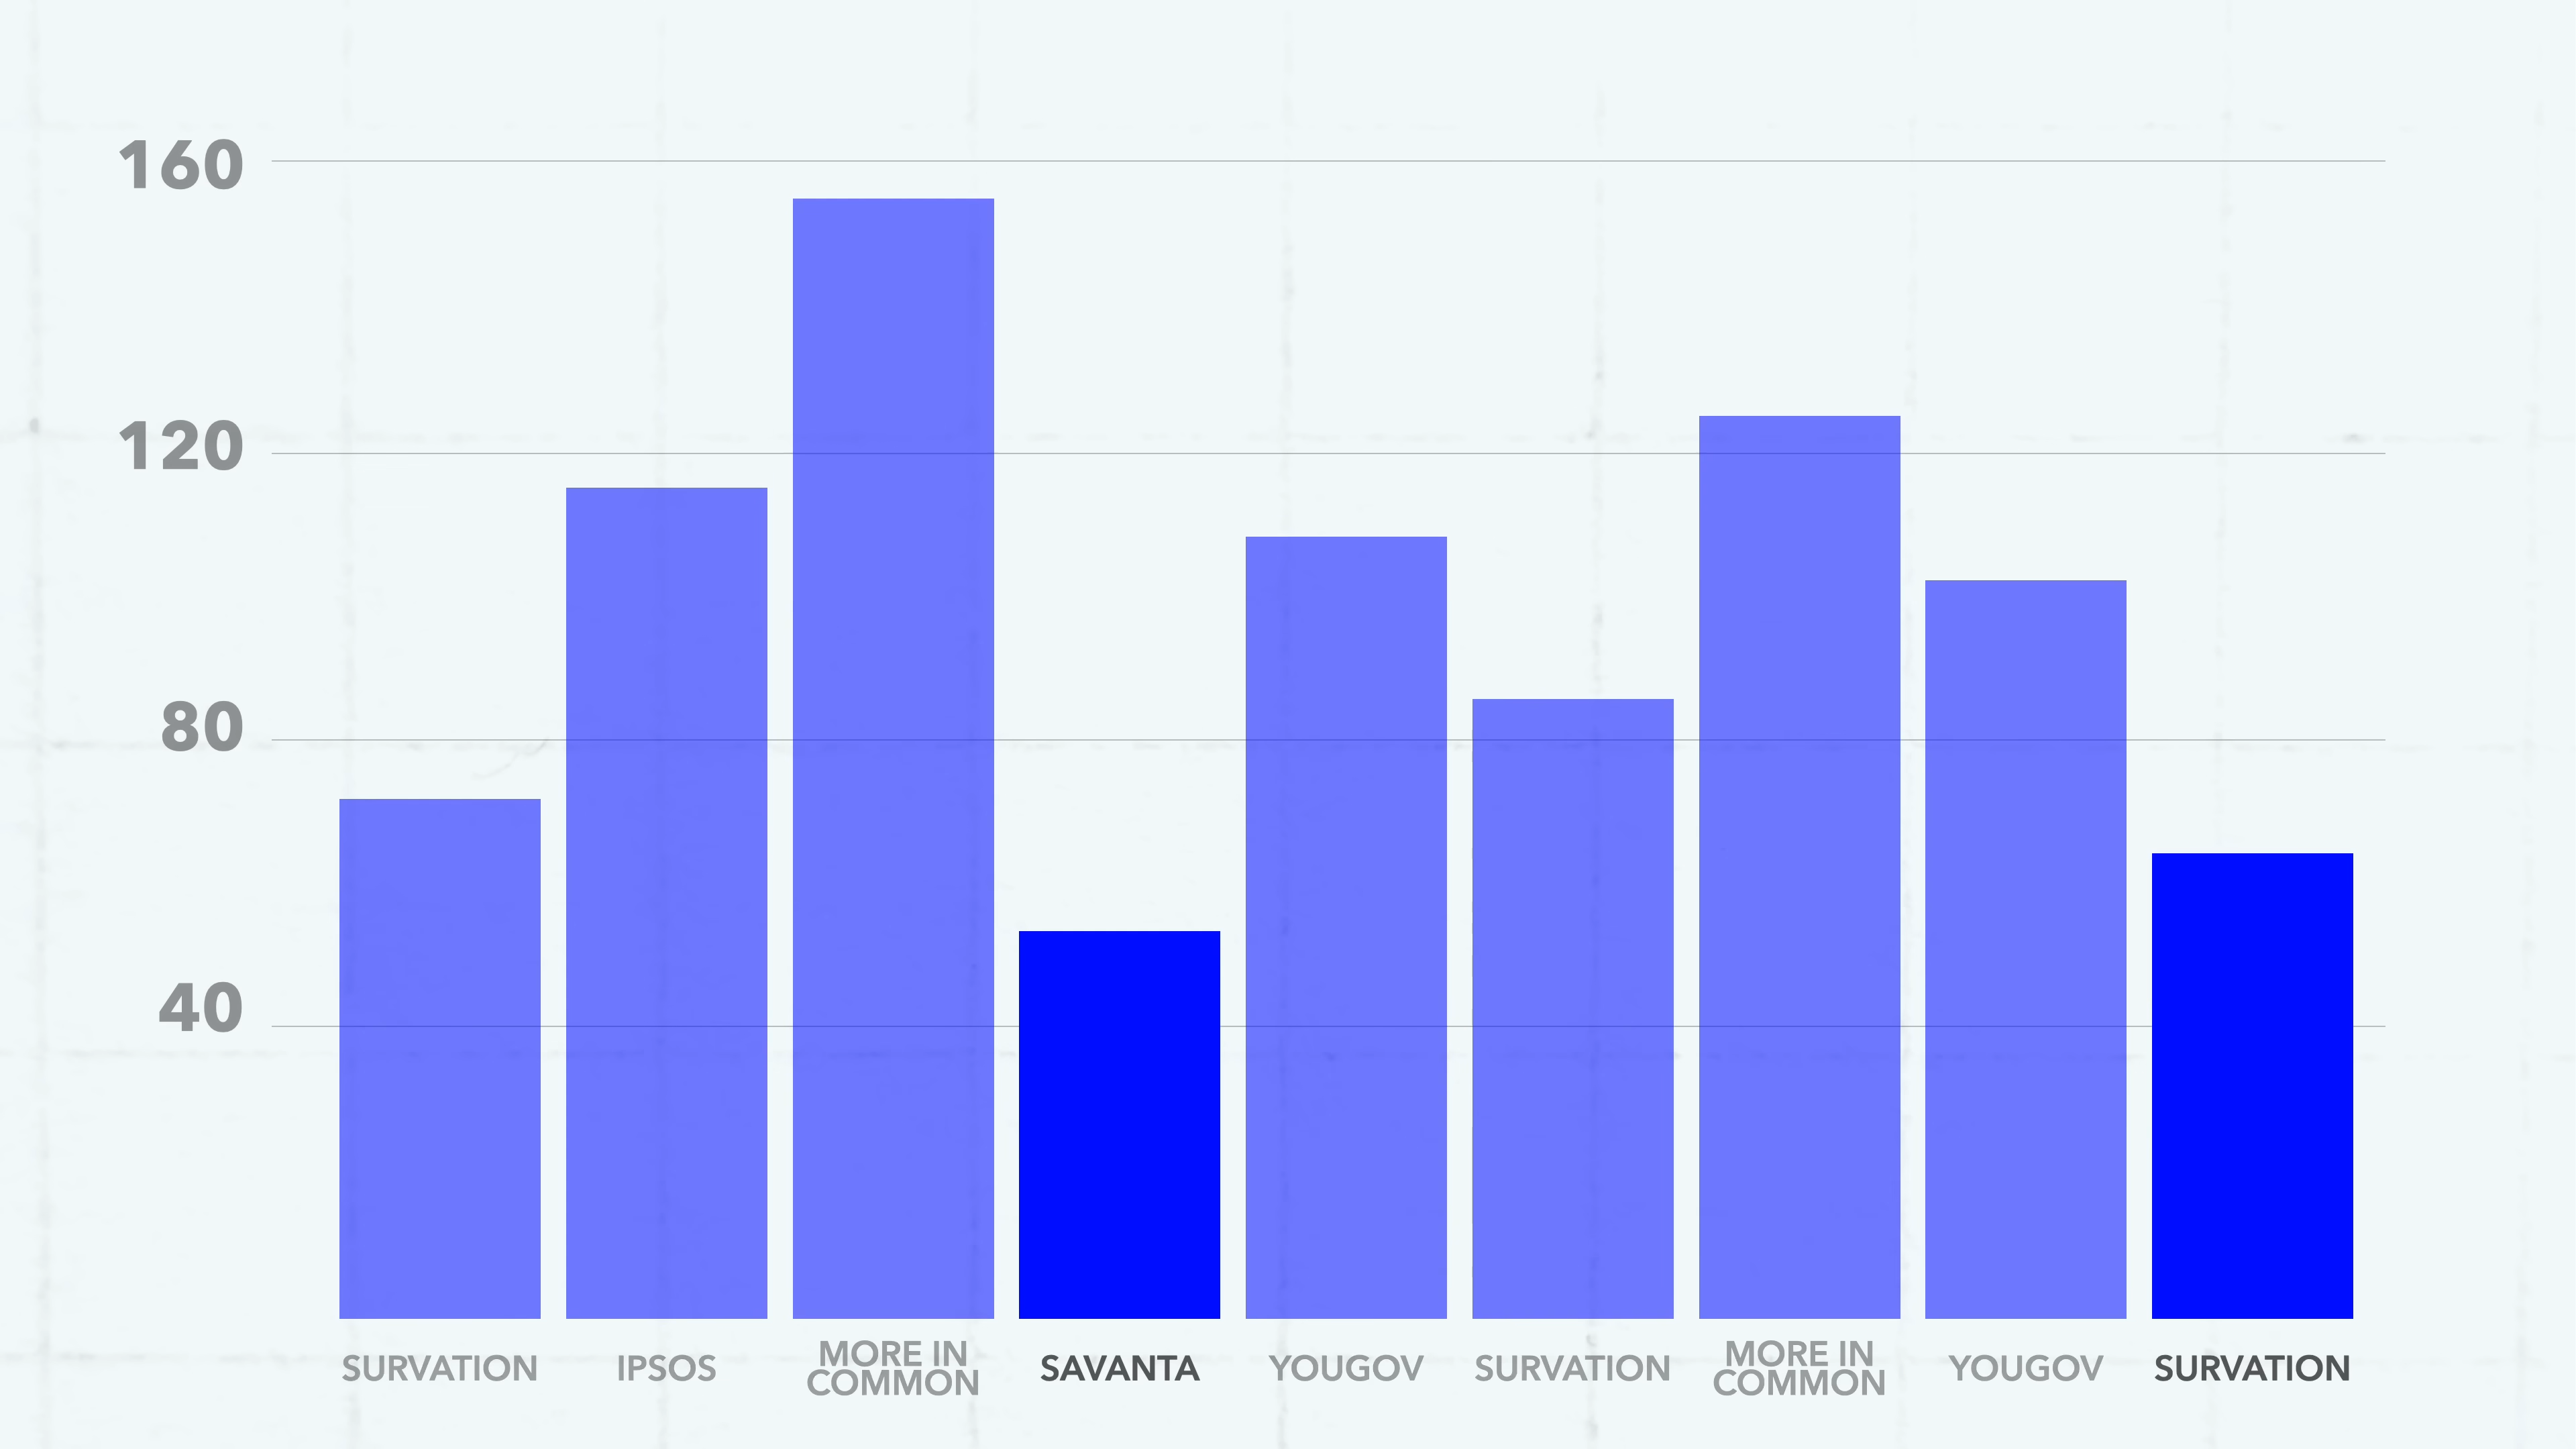 160
120
80
40
SURVATION
IPSOS
MORE IN
COMMON
SAVANTA
YOUGOV
SURVATION
MORE IN
COMMON
YOUGOV
SURVATION